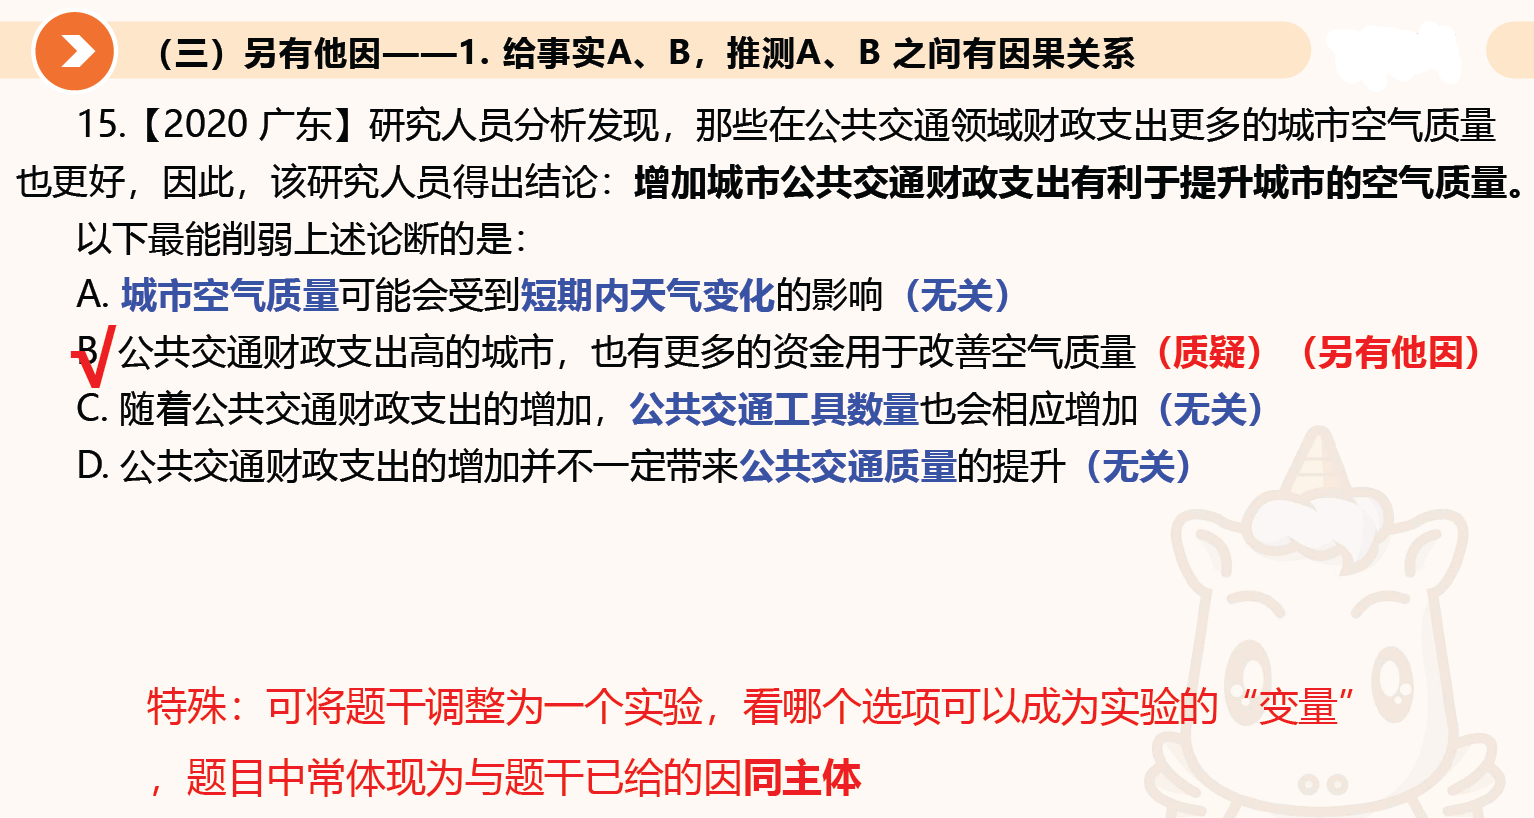 （三）另有他因——1. 给事实A、B，推测A、B 之间有因果关系
15.【2020 广东】研究人员分析发现，那些在公共交通领域财政支出更多的城市空气质量
也更好，因此，该研究人员得出结论：增加城市公共交通财政支出有利于提升城市的空气质量。
以下最能削弱上述论断的是：
A. 城市空气质量可能会受到短期内天气变化的影响（无关）
B √ 公共交通财政支出高的城市，也有更多的资金用于改善空气质量（质疑）（另有他因）
C. 随着公共交通财政支出的增加，公共交通工具数量也会相应增加（无关）
D. 公共交通财政支出的增加并不一定带来公共交通质量的提升（无关）
特殊：可将题干调整为一个实验，看哪个选项可以成为实验的“变量”
，题目中常体现为与题干已给的因同主体